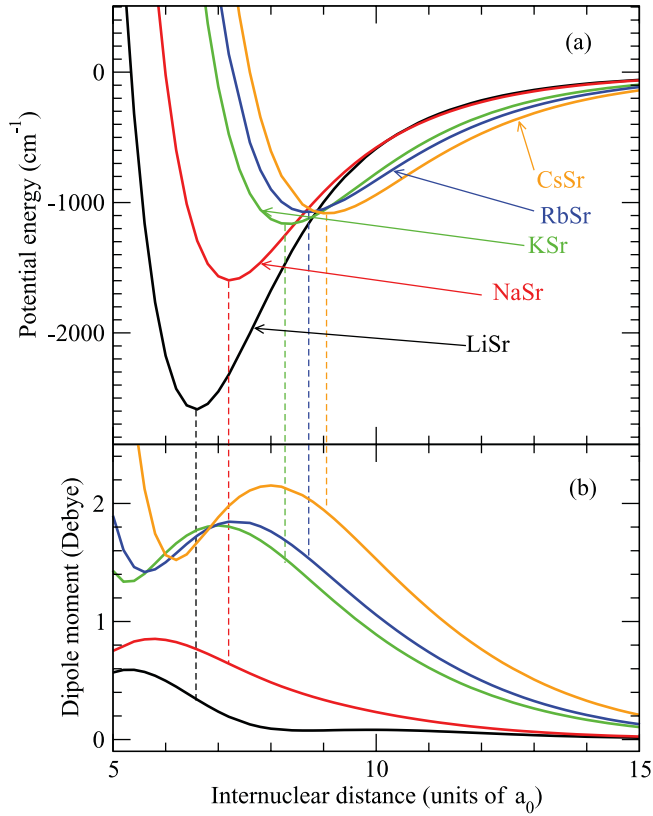 (a)
0
-1000
-2000
Potential energy (cm⁻¹)
CsSr
RbSr
KSr
NaSr
LiSr
(b)
2
1
0
Dipole moment (Debye)
5
10
15
Internuclear distance (units of a₀)